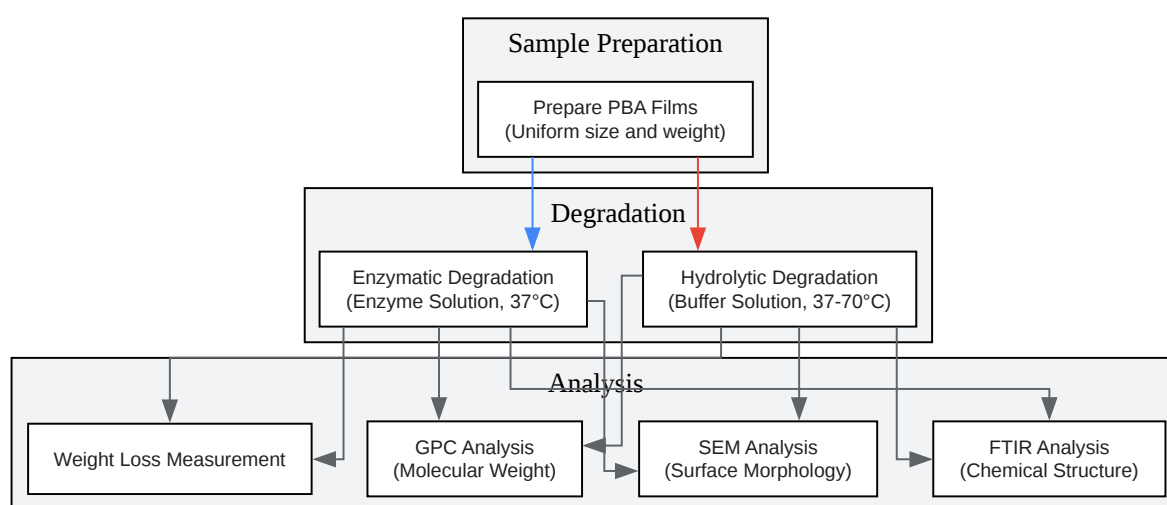 Sample Preparation
Prepare PBA Films
(Uniform size and weight)
Degradation
Enzymatic Degradation
(Enzyme Solution, 37°C)
Hydrolytic Degradation
(Buffer Solution, 37-70°C)
Analysis
Weight Loss Measurement
GPC Analysis
(Molecular Weight)
SEM Analysis
(Surface Morphology)
FTIR Analysis
(Chemical Structure)